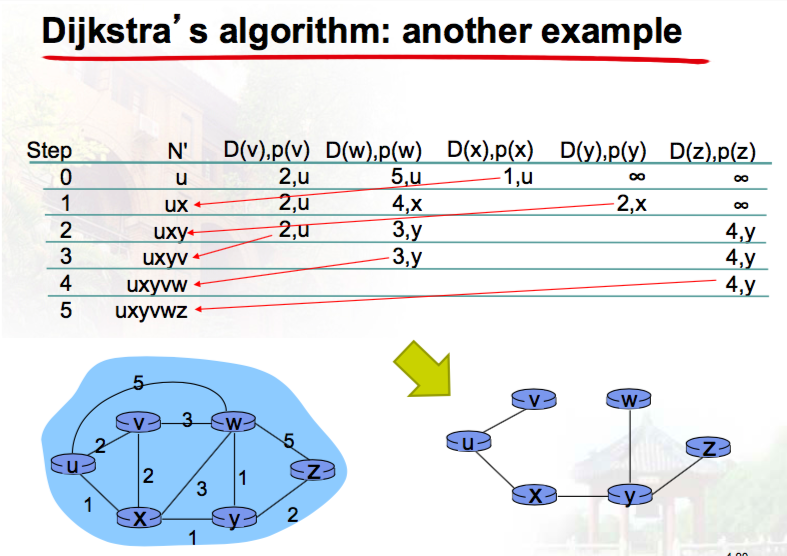 Dijkstra’s algorithm: another example
Step N' D(v),p(v) D(w),p(w) D(x),p(x) D(y),p(y) D(z),p(z)
0 u 2,u 5,u 1,u ∞ ∞
1 ux 2,u 4,x 2,x ∞
2 uxy 2,u 3,y 4,y
3 uxyv 3,y 4,y
4 uxyvw 4,y
5 uxyvwz
5
v 3 w
2 5
u 2 3 1 z
1 2
x y
1
v w
u z
x y